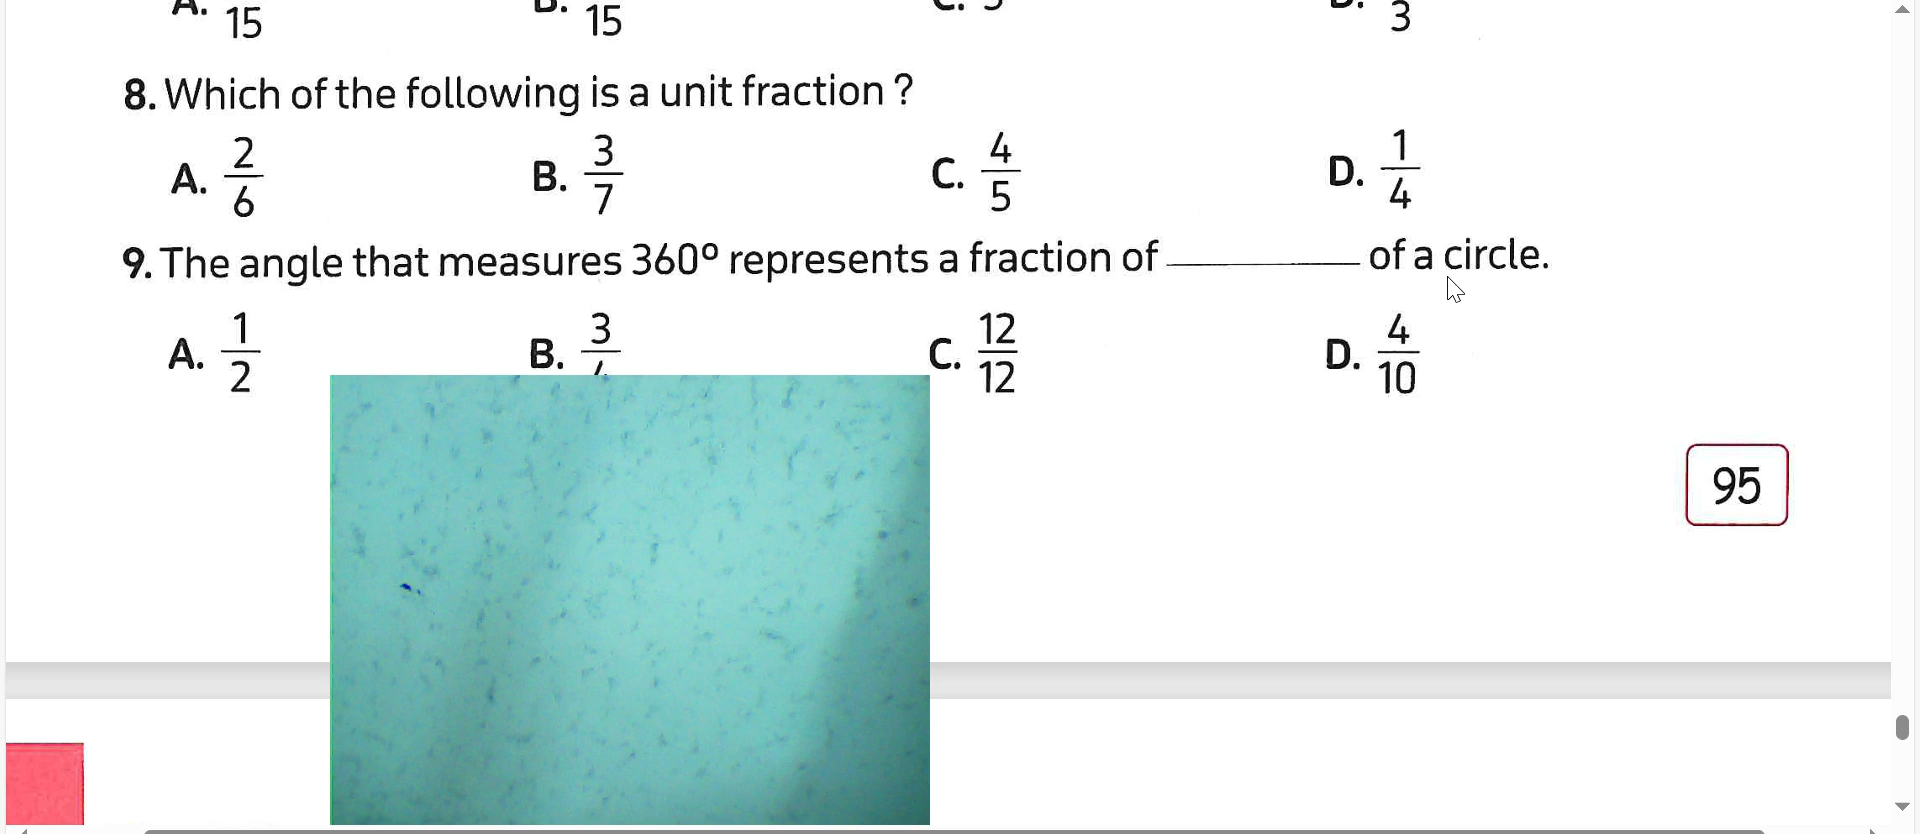 15 15 3
8. Which of the following is a unit fraction ?
A. 2/6 B. 3/7 C. 4/5 D. 1/4
9. The angle that measures 360° represents a fraction of ________ of a circle.
A. 1/2 B. 3/ C. 12/12 D. 4/10
95